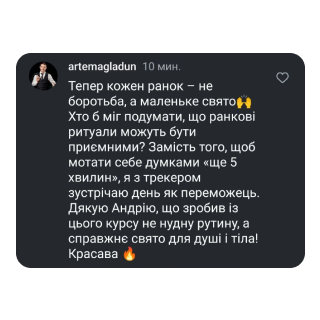 artemagladun 10 мин.
Тепер кожен ранок – не
боротьба, а маленьке свято🙌
Хто б міг подумати, що ранкові
ритуали можуть бути
приємними? Замість того, щоб
мотати себе думками «ще 5
хвилин», я з трекером
зустрічаю день як переможець.
Дякую Андрію, що зробив із
цього курсу не нудну рутину, а
справжнє свято для душі і тіла!
Красава 🔥